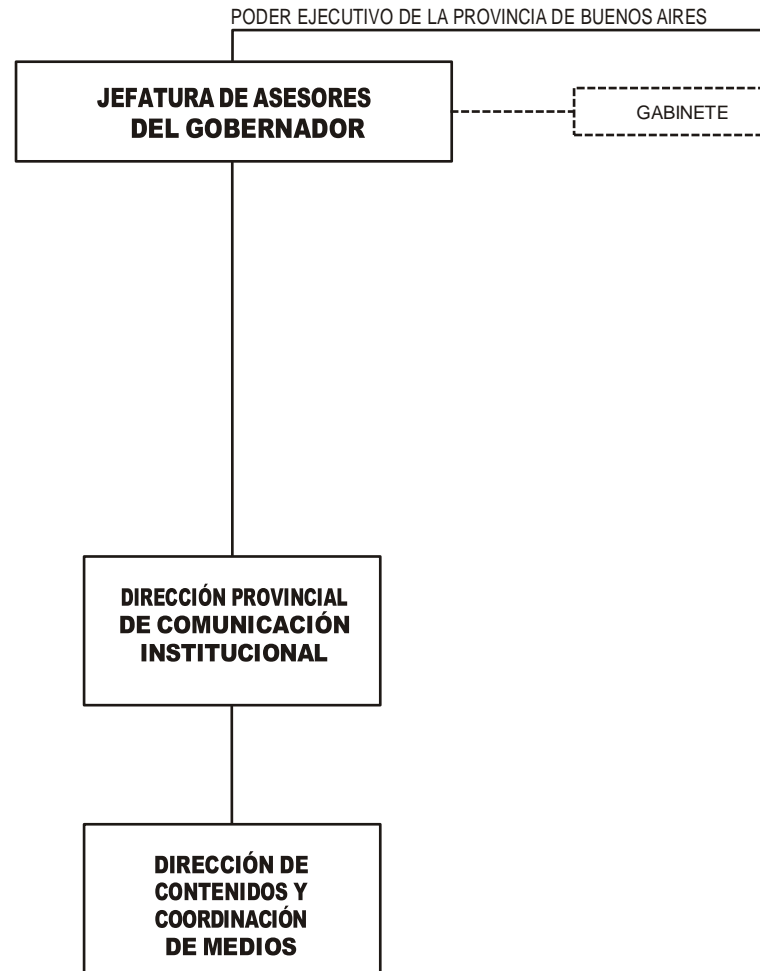 PODER EJECUTIVO DE LA PROVINCIA DE BUENOS AIRES
JEFATURA DE ASESORES
DEL GOBERNADOR
GABINETE
DIRECCIÓN PROVINCIAL
DE COMUNICACIÓN
INSTITUCIONAL
DIRECCIÓN DE
CONTENIDOS Y
COORDINACIÓN
DE MEDIOS